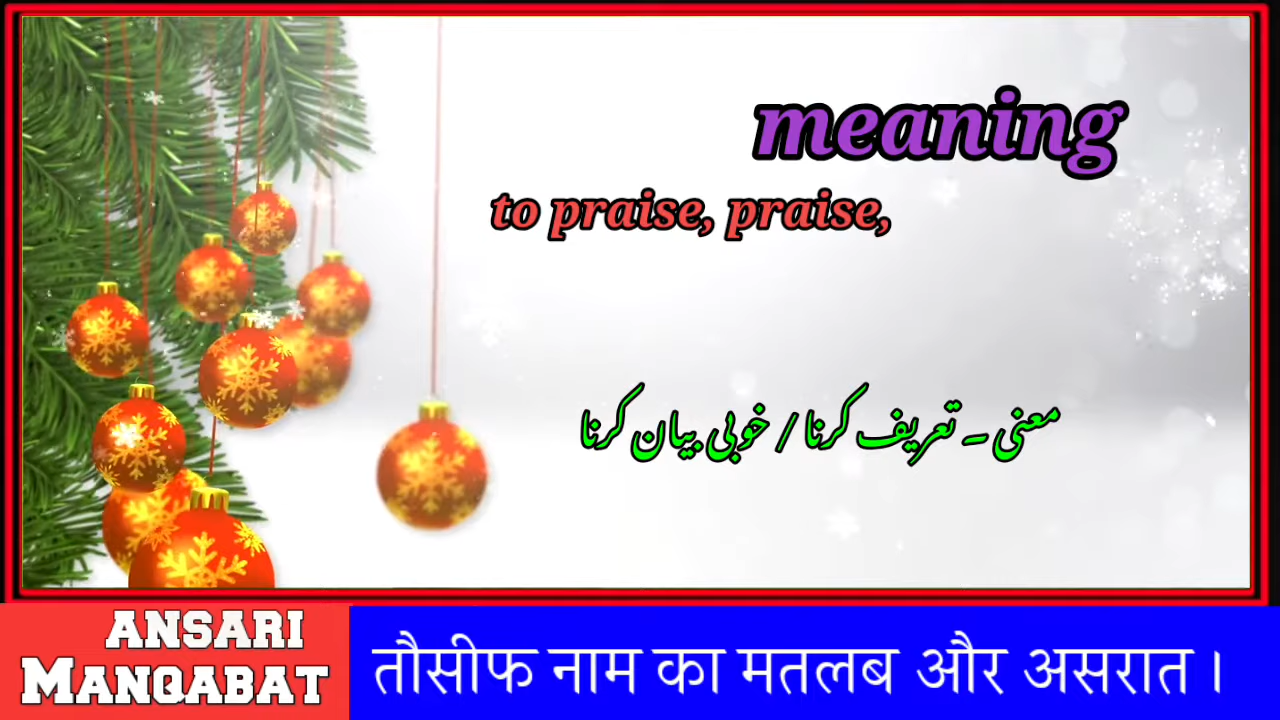 meaning
to praise, praise,
معنی ۔ تعریف کرنا / خوبی بیان کرنا
ANSARI
MANQABAT
तौसीफ नाम का मतलब और असरात।